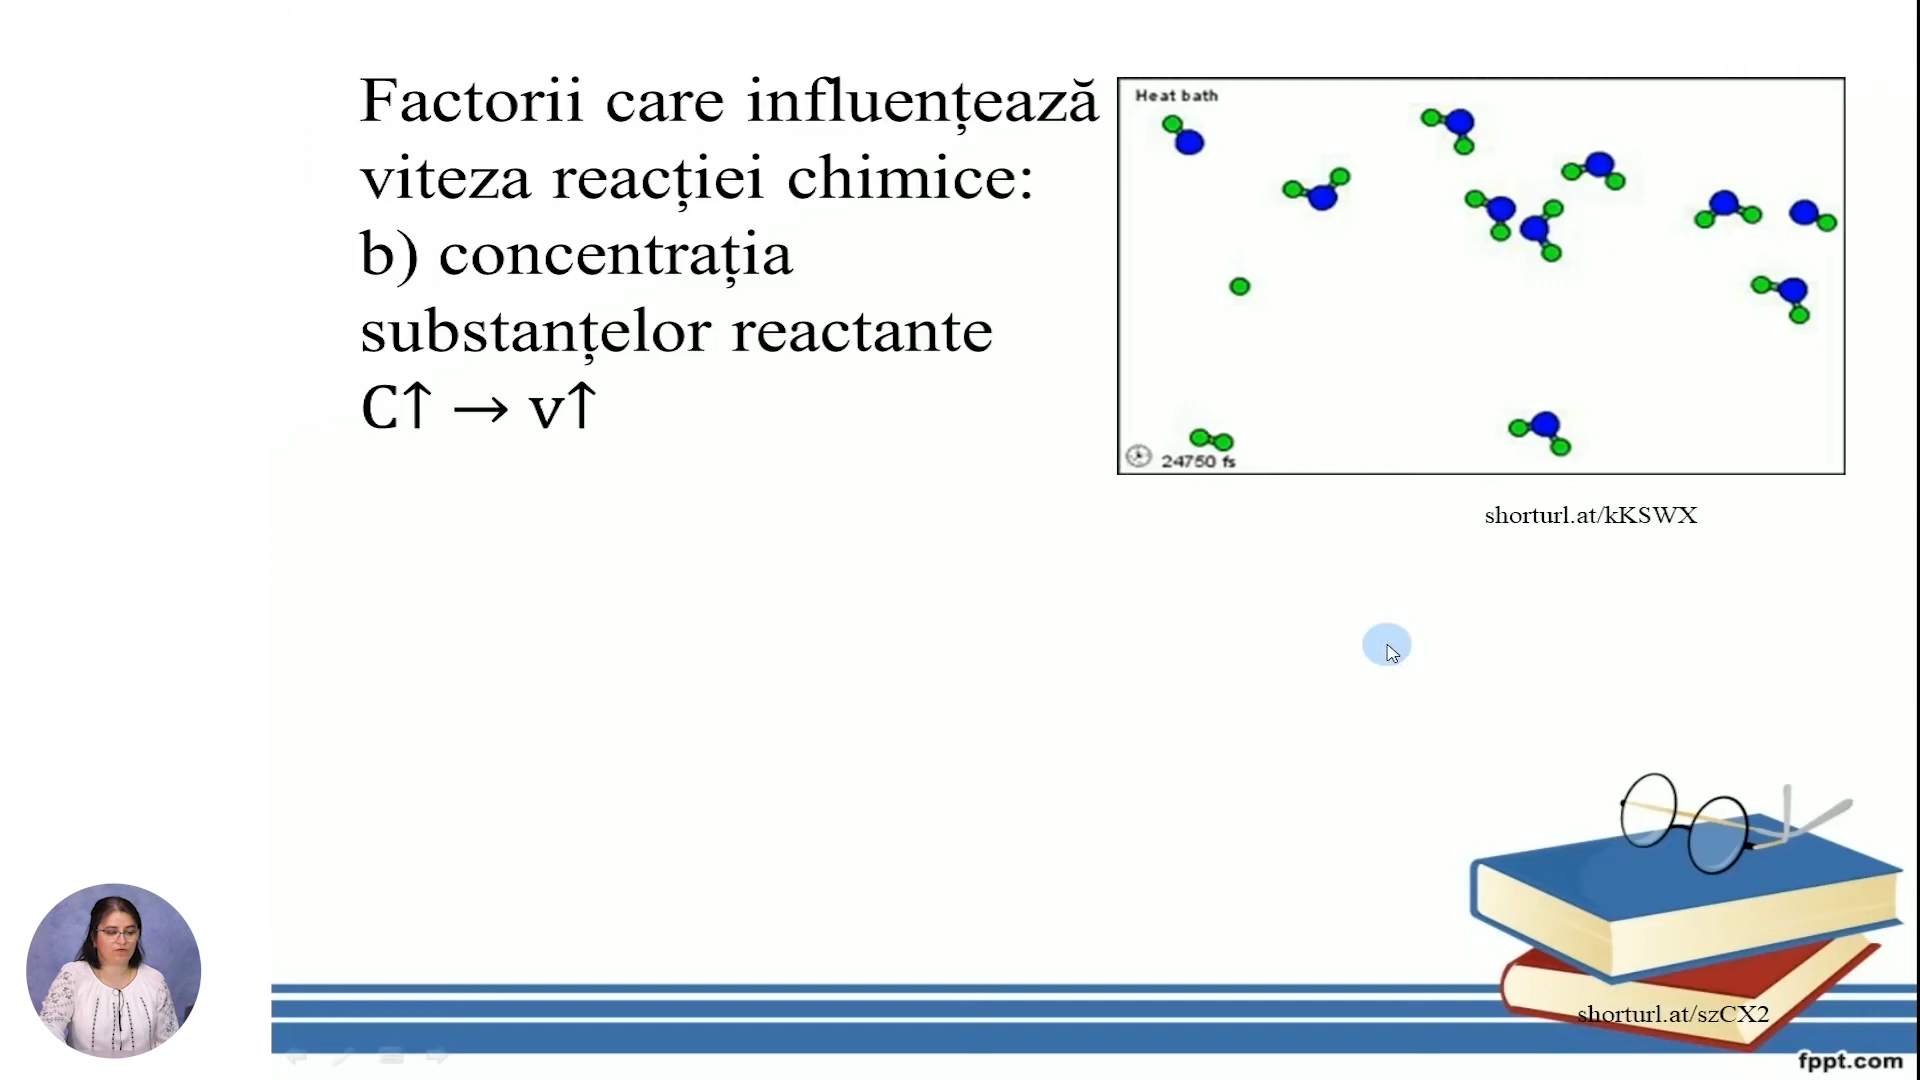 Factorii care influențează
viteza reacției chimice:
b) concentrația
substanțelor reactante
C↑ → v↑
Heat bath
24750 fs
shorturl.at/kKSWX
shorturl.at/szCX2
fppt.com